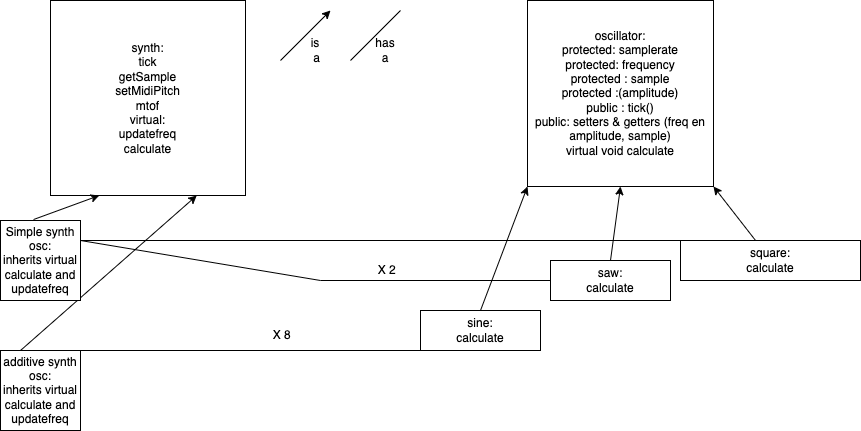 synth:
tick
getSample
setMidiPitch
mtof
virtual:
updatefreq
calculate
is
a
has
a
oscillator:
protected: samplerate
protected: frequency
protected : sample
protected :(amplitude)
public : tick()
public: setters & getters (freq en
amplitude, sample)
virtual void calculate
Simple synth
osc:
inherits virtual
calculate and
updatefreq
X 2
square:
calculate
saw:
calculate
sine:
calculate
X 8
additive synth
osc:
inherits virtual
calculate and
updatefreq